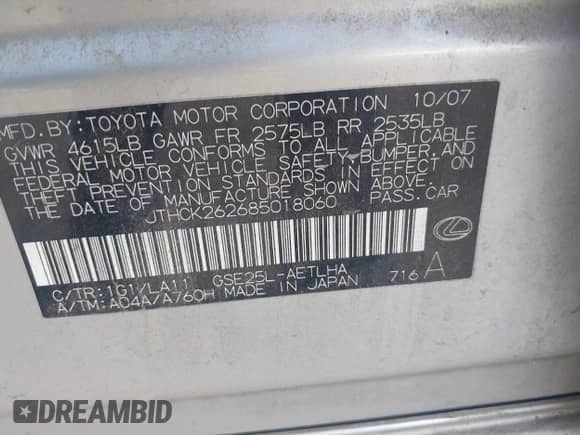 MFD. BY: TOYOTA MOTOR CORPORATION 10/07
GVWR 4615LB GAWR FR 2575LB RR 2535LB
THIS VEHICLE CONFORMS TO ALL APPLICABLE
FEDERAL MOTOR VEHICLE SAFETY, BUMPER, AND
THEFT PREVENTION STANDARDS IN EFFECT ON
THE DATE OF MANUFACTURE SHOWN ABOVE.
JTHCK262685018060 PASS. CAR
C/TR: 1G1/LA11 GSE25L-AETLHA
A/TM: A04A/A760H MADE IN JAPAN 716 A
DREAMBID